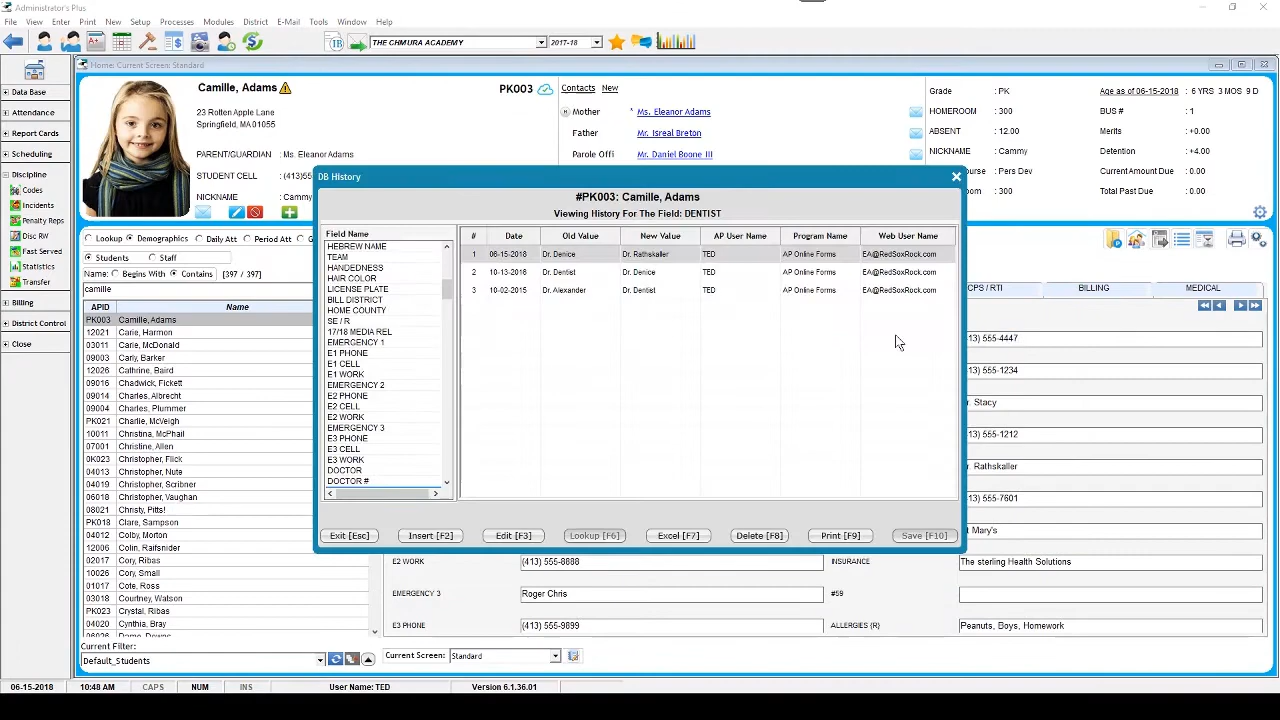 Administrator's Plus
File View Enter Print New Setup Processes Modules District E-Mail Tools Window Help
THE CHMURA ACADEMY 2017-18
Home: Current Screen: Standard
Data Base
Attendance
Report Cards
Scheduling
Discipline
Codes
Incidents
Penalty Reps
Disc RW
Fast Served
Statistics
Transfer
Billing
District Control
Close
Camille, Adams PK003
23 Rotten Apple Lane
Springfield, MA 01055
PARENT/GUARDIAN : Ms. Eleanor Adams
STUDENT CELL : (413)55
NICKNAME : Cammy
Contacts New
Mother * Ms. Eleanor Adams
Father Mr. Isreal Breton
Parole Offi Mr. Daniel Boone III
Grade : PK Age as of 06-15-2018 : 6 YRS 3 MOS 9 D
HOMEROOM : 300 BUS # : 1
ABSENT : 12.00 Merits : +0.00
NICKNAME : Cammy Detention : +4.00
ourse : Pers Dev Current Amount Due :
room : 300 Total Past Due :
Lookup Demographics Daily Att Period Att G
Students Staff
Name: Begins With Contains [397 / 397]
camille
APID Name
PK003 Camille, Adams
12021 Carie, Harmon
03011 Carie, McDonald
09003 Carly, Barker
12026 Cathrine, Baird
09016 Chadwick, Fickett
09014 Charles, Albrecht
09004 Charles, Plummer
PK021 Charlie, McVeigh
10011 Christina, McPhail
07001 Christine, Allen
06026 Christopher, Flick
04013 Christopher, Nute
04019 Christopher, Scribner
06018 Christopher, Vaughan
08021 Christy, Pitts!
PK018 Clare, Sampson
04012 Colby, Morton
12006 Colin, Raifsnider
02017 Cory, Ribas
10026 Cory, Small
01017 Cote, Ross
03018 Courtney, Watson
PK023 Crystal, Ribas
04020 Cynthia, Bray
DB History
#PK003: Camille, Adams
Viewing History For The Field: DENTIST
Field Name
HEBREW NAME
TEAM
HANDEDNESS
HAIR COLOR
LICENSE PLATE
BILL DISTRICT
HOME COUNTY
SE / R
17/18 MEDIA REL
EMERGENCY 1
E1 PHONE
E1 CELL
E1 WORK
EMERGENCY 2
E2 PHONE
E2 CELL
E2 WORK
EMERGENCY 3
E3 PHONE
E3 CELL
E3 WORK
DOCTOR
DOCTOR #
# Date Old Value New Value AP User Name Program Name Web User Name
1 06-15-2018 Dr. Denice Dr. Rathskaller TED AP Online Forms EA@RedSoxRock.com
2 10-13-2016 Dr. Dentist Dr. Denice TED AP Online Forms EA@RedSoxRock.com
3 10-02-2015 Dr. Alexander Dr. Dentist TED AP Online Forms EA@RedSoxRock.com
Exit [Esc] Insert [F2] Edit [F3] Lookup [F6] Excel [F7] Delete [F8] Print [F9] Save [F10]
CPS / RTI BILLING MEDICAL
13) 555-4447
13) 555-1234
r. Stacy
13) 555-1212
r. Rathskaller
13) 555-7601
t Mary's
E2 WORK (413) 555-8888 INSURANCE The sterling Health Solutions
EMERGENCY 3 Roger Chris #59
E3 PHONE (413) 555-9899 ALLERGIES (R) Peanuts, Boys, Homework
Current Filter:
Default_Students
Current Screen: Standard
06-15-2018 10:48 AM CAPS NUM INS User Name: TED Version 6.1.36.01